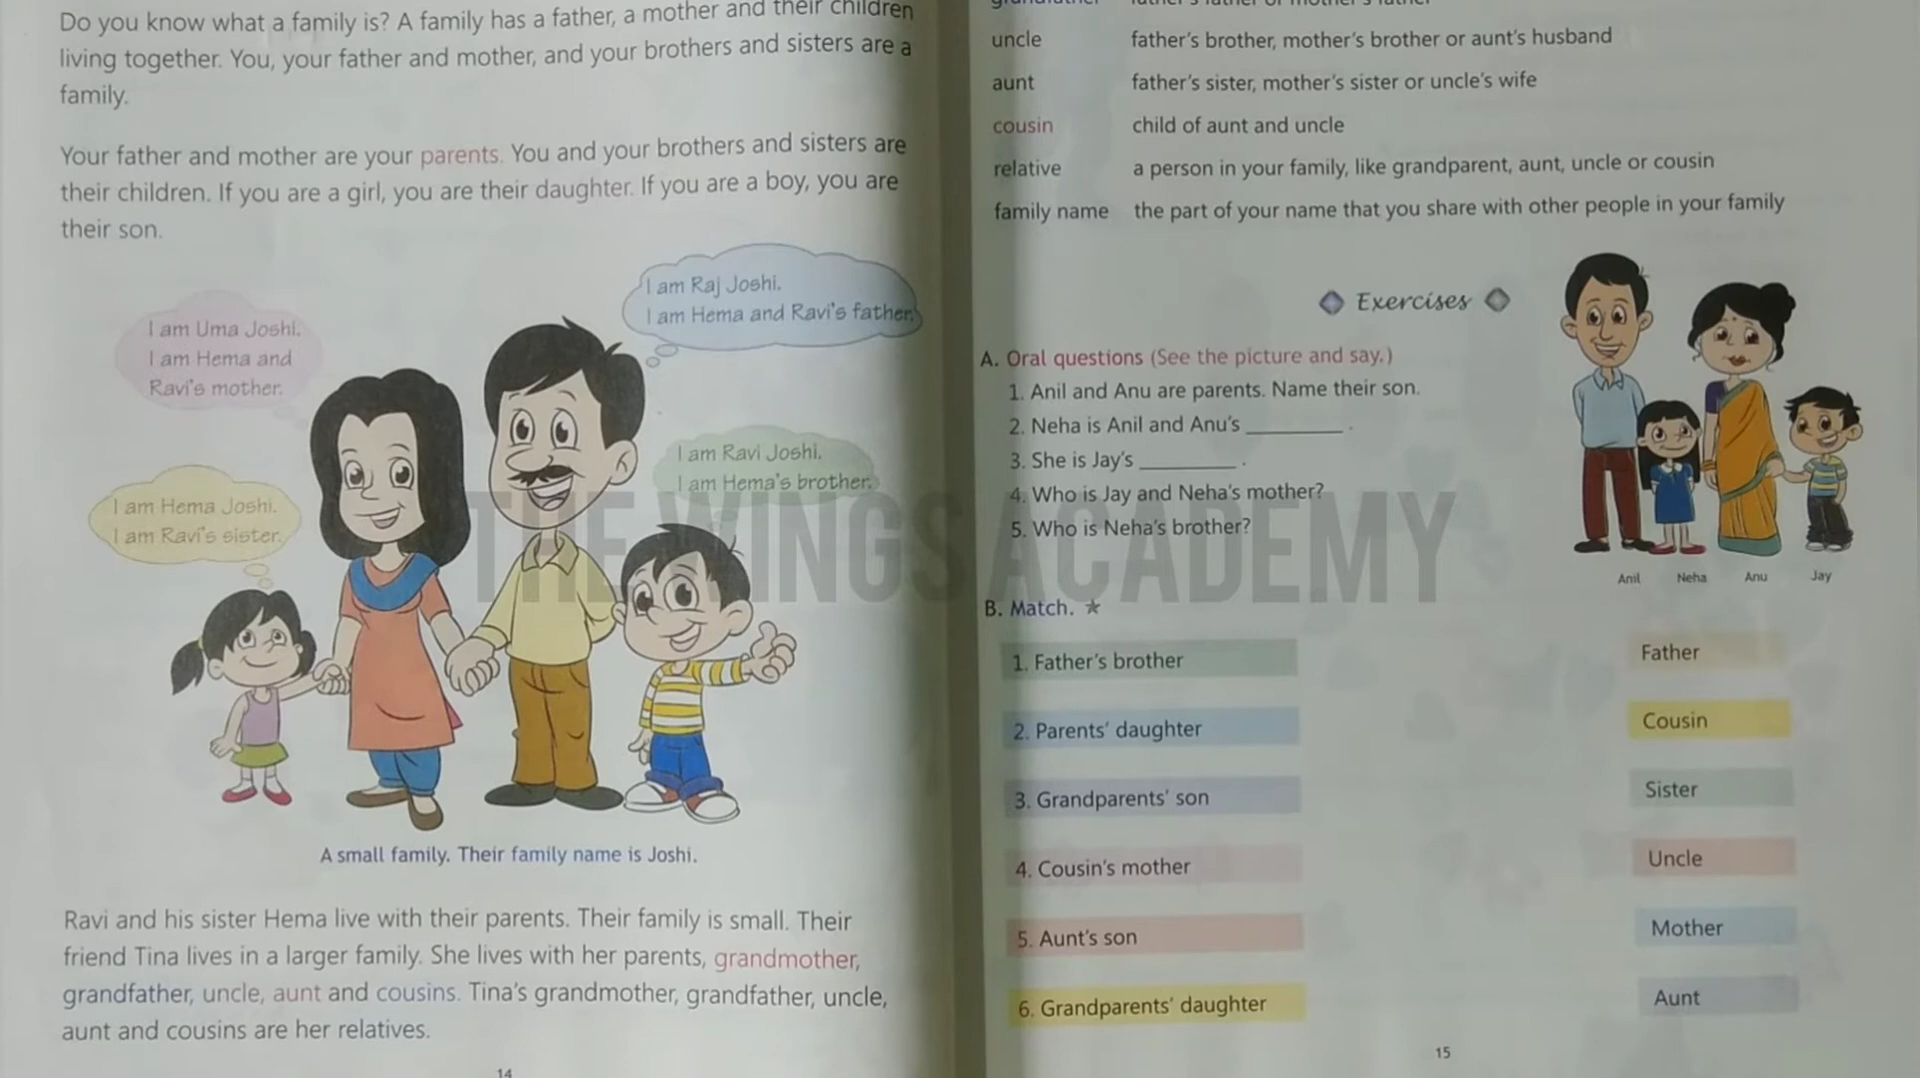 Do you know what a family is? A family has a father, a mother and their children
living together. You, your father and mother, and your brothers and sisters are a
family.
Your father and mother are your parents. You and your brothers and sisters are
their children. If you are a girl, you are their daughter. If you are a boy, you are
their son.
I am Raj Joshi.
I am Hema and Ravi's father.
I am Uma Joshi.
I am Hema and
Ravi's mother.
I am Ravi Joshi.
I am Hema's brother.
I am Hema Joshi.
I am Ravi's sister.
A small family. Their family name is Joshi.
Ravi and his sister Hema live with their parents. Their family is small. Their
friend Tina lives in a larger family. She lives with her parents, grandmother,
grandfather, uncle, aunt and cousins. Tina's grandmother, grandfather, uncle,
aunt and cousins are her relatives.
14
grandfather father's father or mother's father
uncle father's brother, mother's brother or aunt's husband
aunt father's sister, mother's sister or uncle's wife
cousin child of aunt and uncle
relative a person in your family, like grandparent, aunt, uncle or cousin
family name the part of your name that you share with other people in your family
Exercises
A. Oral questions (See the picture and say.)
1. Anil and Anu are parents. Name their son.
2. Neha is Anil and Anu's ________ .
3. She is Jay's ________ .
4. Who is Jay and Neha's mother?
5. Who is Neha's brother?
Anil Neha Anu Jay
B. Match. ★
1. Father's brother Father
2. Parents' daughter Cousin
3. Grandparents' son Sister
4. Cousin's mother Uncle
5. Aunt's son Mother
6. Grandparents' daughter Aunt
15
THE WINGS ACADEMY